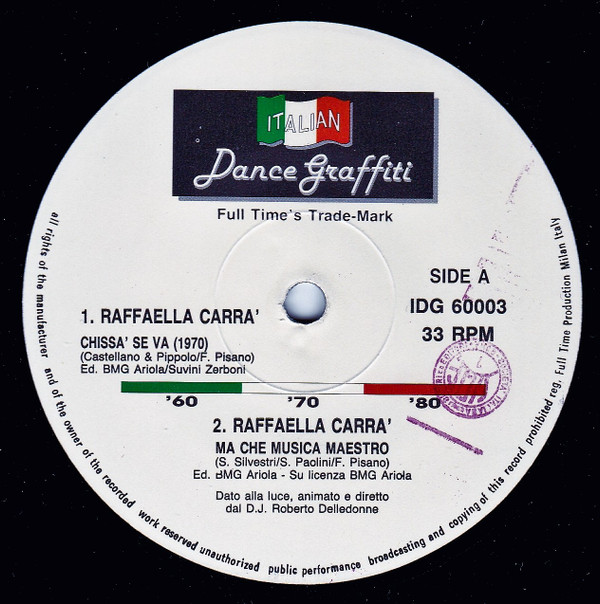 ITALIAN
Dance Graffiti
Full Time's Trade-Mark
SIDE A
IDG 60003
33 RPM
1. RAFFAELLA CARRA'
CHISSA' SE VA (1970)
(Castellano & Pippolo/F. Pisano)
Ed. BMG Ariola/Suvini Zerboni
'60 '70 '80
2. RAFFAELLA CARRA'
MA CHE MUSICA MAESTRO
(S. Silvestri/S. Paolini/F. Pisano)
Ed. BMG Ariola - Su licenza BMG Ariola
Dato alla luce, animato e diretto
dal D.J. Roberto Delledonne
all rights of the manufacturer and of the owner of the recorded work reserved unauthorized public performance broadcasting and copying of this record prohibited reg. Full Time Production Milan Italy